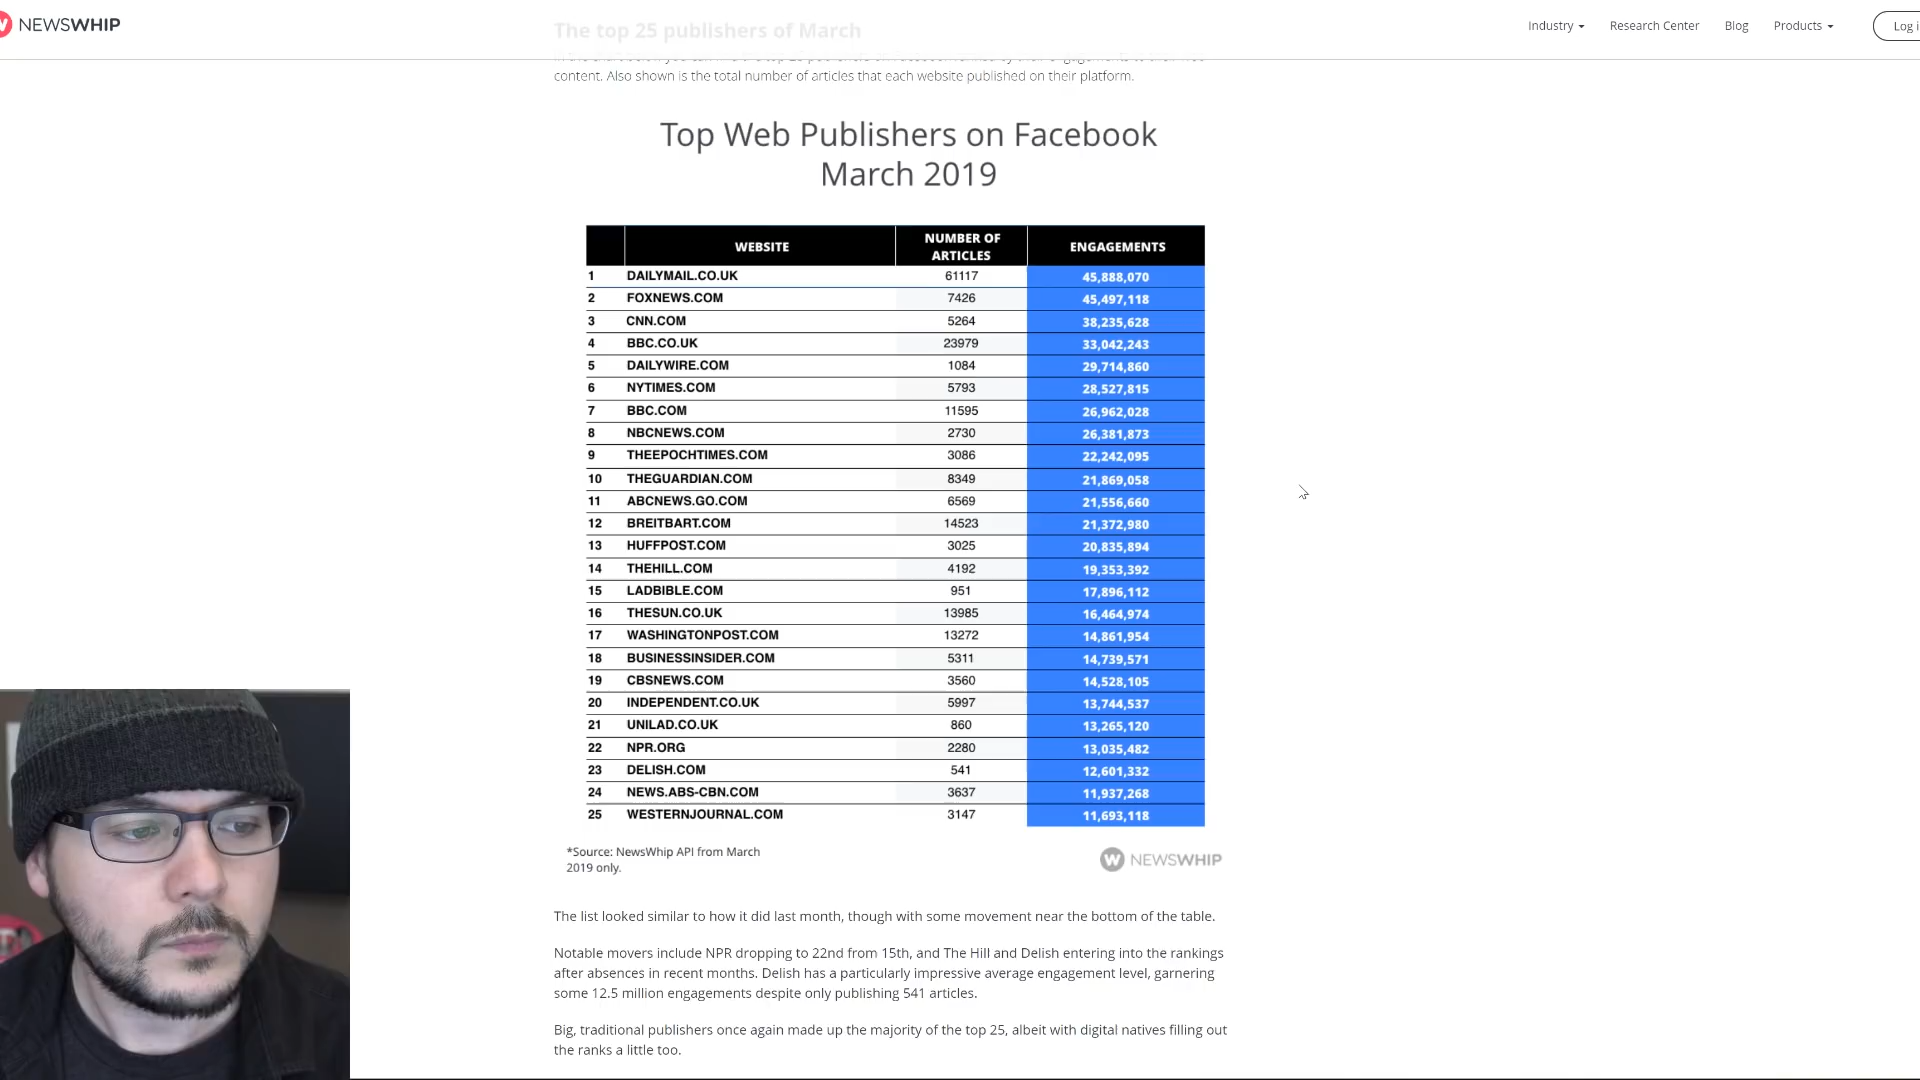 NEWSWHIP
Industry
Research Center
Blog
Products
Log i
The top 25 publishers of March
content. Also shown is the total number of articles that each website published on their platform.
Top Web Publishers on Facebook
March 2019
WEBSITE NUMBER OF ARTICLES ENGAGEMENTS
1 DAILYMAIL.CO.UK 61117 45,888,070
2 FOXNEWS.COM 7426 45,497,118
3 CNN.COM 5264 38,235,628
4 BBC.CO.UK 23979 33,042,243
5 DAILYWIRE.COM 1084 29,714,860
6 NYTIMES.COM 5793 28,527,815
7 BBC.COM 11595 26,962,028
8 NBCNEWS.COM 2730 26,381,873
9 THEEPOCHTIMES.COM 3086 22,242,095
10 THEGUARDIAN.COM 8349 21,869,058
11 ABCNEWS.GO.COM 6569 21,556,660
12 BREITBART.COM 14523 21,372,980
13 HUFFPOST.COM 3025 20,835,894
14 THEHILL.COM 4192 19,353,392
15 LADBIBLE.COM 951 17,896,112
16 THESUN.CO.UK 13985 16,464,974
17 WASHINGTONPOST.COM 13272 14,861,954
18 BUSINESSINSIDER.COM 5311 14,739,571
19 CBSNEWS.COM 3560 14,528,105
20 INDEPENDENT.CO.UK 5997 13,744,537
21 UNILAD.CO.UK 860 13,265,120
22 NPR.ORG 2280 13,035,482
23 DELISH.COM 541 12,601,332
24 NEWS.ABS-CBN.COM 3637 11,937,268
25 WESTERNJOURNAL.COM 3147 11,693,118
*Source: NewsWhip API from March
2019 only.
NEWSWHIP
The list looked similar to how it did last month, though with some movement near the bottom of the table.
Notable movers include NPR dropping to 22nd from 15th, and The Hill and Delish entering into the rankings
after absences in recent months. Delish has a particularly impressive average engagement level, garnering
some 12.5 million engagements despite only publishing 541 articles.
Big, traditional publishers once again made up the majority of the top 25, albeit with digital natives filling out
the ranks a little too.